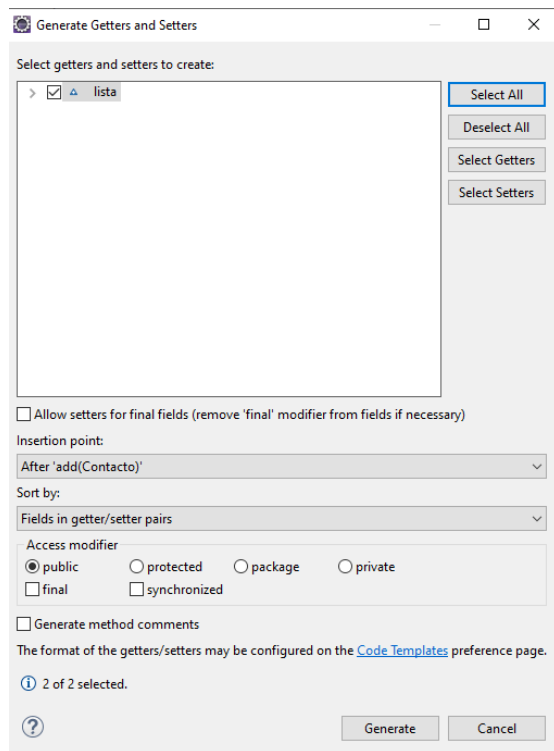 Generate Getters and Setters
Select getters and setters to create:
lista
Select All
Deselect All
Select Getters
Select Setters
Allow setters for final fields (remove 'final' modifier from fields if necessary)
Insertion point:
After 'add(Contacto)'
Sort by:
Fields in getter/setter pairs
Access modifier
public protected package private
final synchronized
Generate method comments
The format of the getters/setters may be configured on the Code Templates preference page.
2 of 2 selected.
Generate Cancel